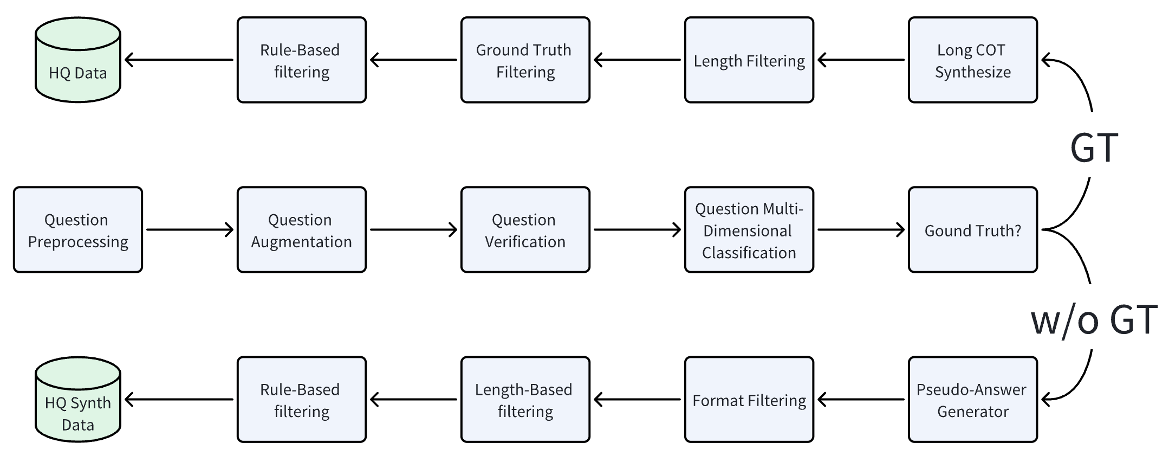 HQ Data
Rule-Based
filtering
Ground Truth
Filtering
Length Filtering
Long COT
Synthesize
GT
Question
Preprocessing
Question
Augmentation
Question
Verification
Question Multi-
Dimensional
Classification
Gound Truth?
w/o GT
HQ Synth
Data
Rule-Based
filtering
Length-Based
filtering
Format Filtering
Pseudo-Answer
Generator